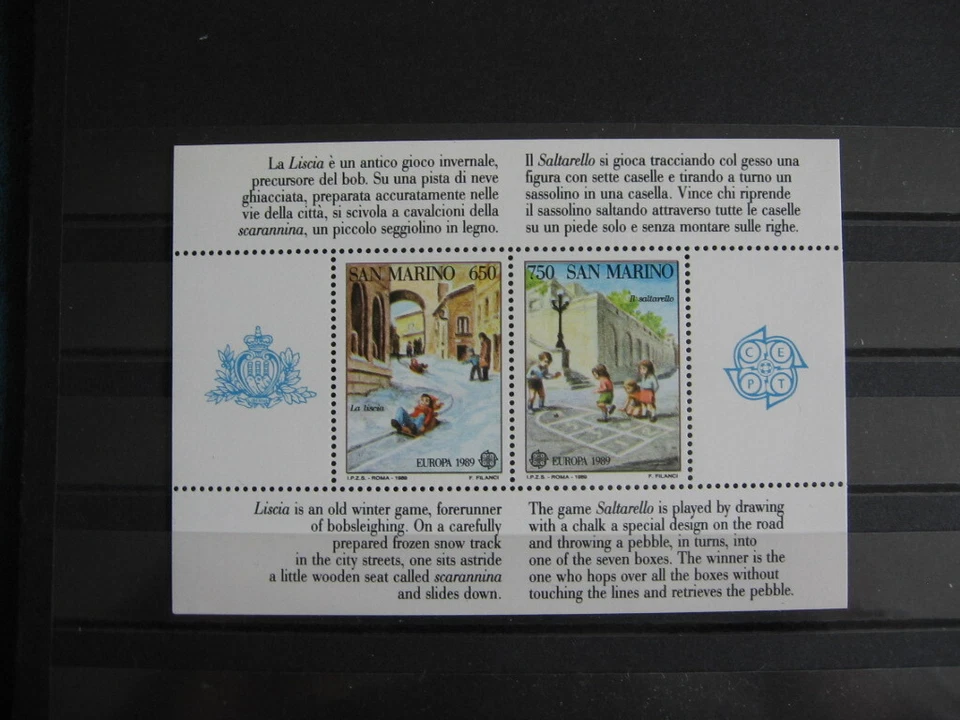 La Liscia è un antico gioco invernale,
precursore del bob. Su una pista di neve
ghiacciata, preparata accuratamente nelle
vie della città, si scivola a cavalcioni della
scarannina, un piccolo seggiolino in legno.
Il Saltarello si gioca tracciando col gesso una
figura con sette caselle e tirando a turno un
sassolino in una casella. Vince chi riprende
il sassolino saltando attraverso tutte le caselle
su un piede solo e senza montare sulle righe.
SAN MARINO 650
La liscia
EUROPA 1989
I.P.Z.S. - ROMA - 1989 F. FILANCI
750 SAN MARINO
Il saltarello
EUROPA 1989
I.P.Z.S. - ROMA - 1989 F. FILANCI
C E
P T
Liscia is an old winter game, forerunner
of bobsleighing. On a carefully
prepared frozen snow track
in the city streets, one sits astride
a little wooden seat called scarannina
and slides down.
The game Saltarello is played by drawing
with a chalk a special design on the road
and throwing a pebble, in turns, into
one of the seven boxes. The winner is the
one who hops over all the boxes without
touching the lines and retrieves the pebble.